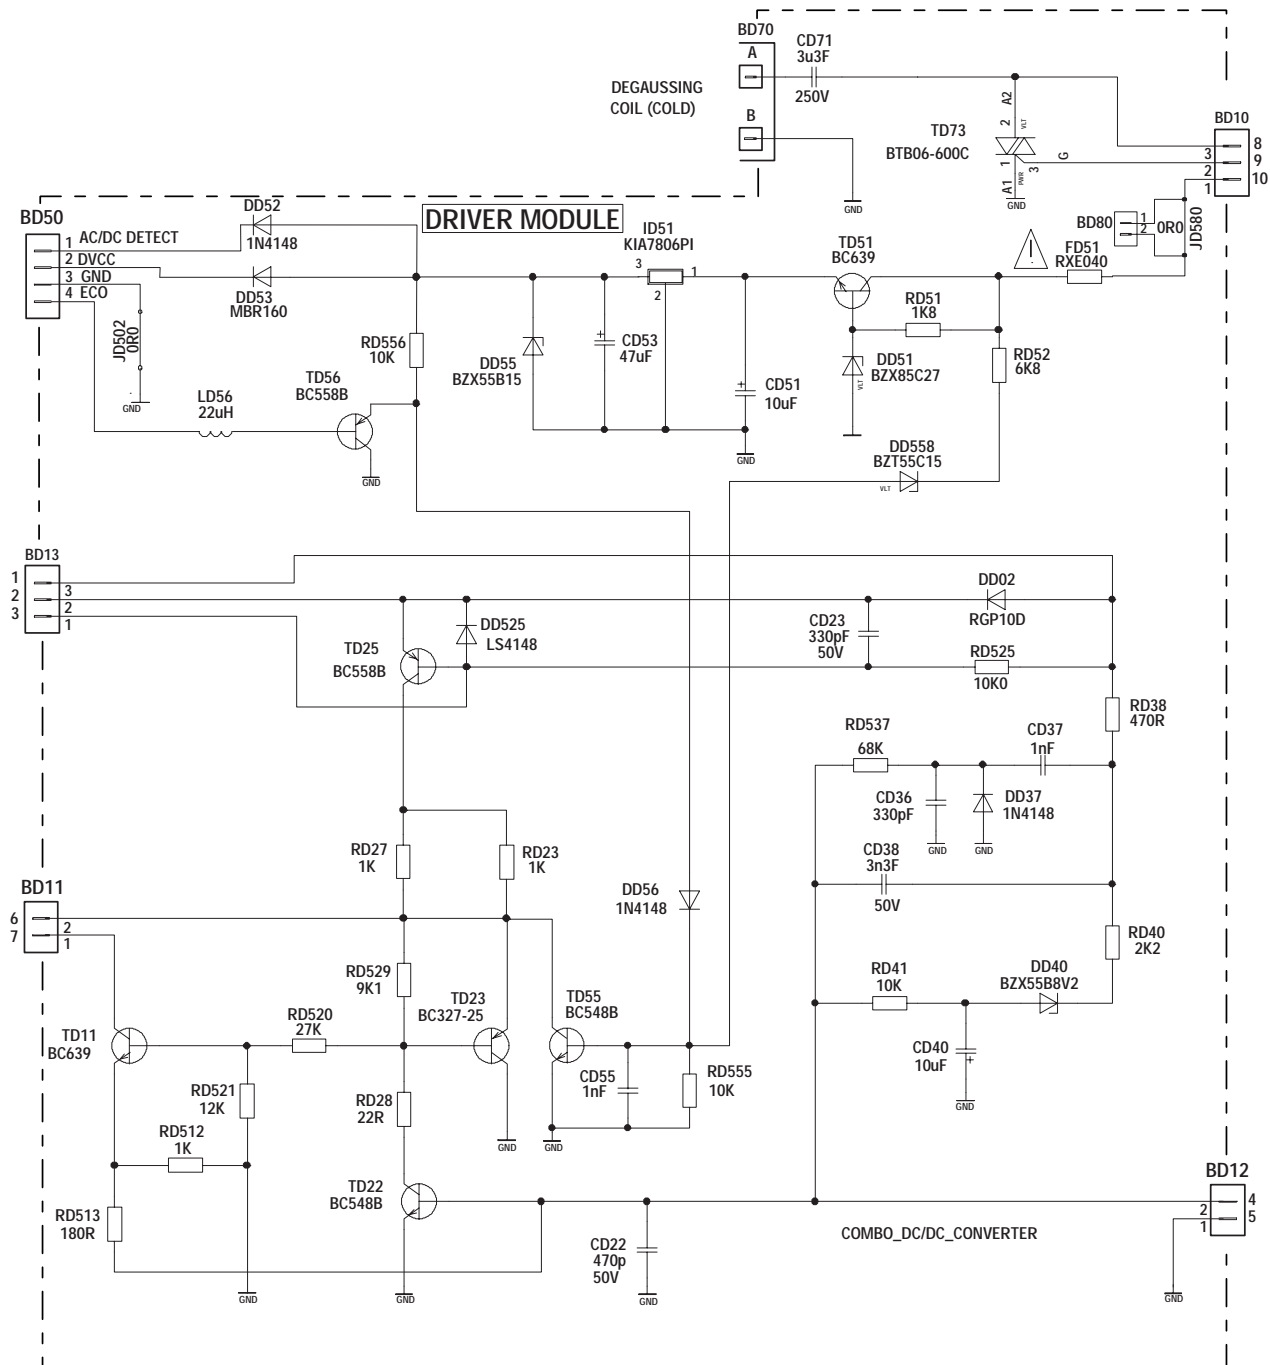 BD70
A
CD71
3u3F
250V
DEGAUSSING
COIL (COLD)
B
A2
2
VLT
TD73
BTB06-600C
1
3
G
A1
PWR
GND
GND
BD10
8
3
9
2
10
1
BD80
1
2
0R0
JD580
BD50
1
AC/DC DETECT
2
DVCC
3
GND
4
ECO
DD52
1N4148
DRIVER MODULE
ID51
KIA7806PI
3
1
2
TD51
BC639
FD51
RXE040
DD53
MBR160
RD51
1K8
JD502
0R0
GND
RD556
10K
DD55
BZX55B15
CD53
47uF
+
DD51
BZX85C27
VLT
RD52
6K8
TD56
BC558B
LD56
22uH
CD51
10uF
+
GND
GND
DD558
BZT55C15
VLT
BD13
1
2
3
3
2
1
DD02
RGP10D
DD525
LS4148
CD23
330pF
50V
TD25
BC558B
RD525
10K0
RD38
470R
RD537
68K
CD37
1nF
CD36
330pF
DD37
1N4148
GND
GND
RD27
1K
RD23
1K
CD38
3n3F
50V
BD11
6
7
2
1
DD56
1N4148
RD40
2K2
RD529
9K1
RD41
10K
DD40
BZX55B8V2
TD23
BC327-25
TD55
BC548B
RD520
27K
TD11
BC639
CD40
10uF
+
GND
RD521
12K
CD55
1nF
RD555
10K
RD28
22R
RD512
1K
GND
GND
TD22
BC548B
BD12
4
2
5
1
RD513
180R
CD22
470p
50V
COMBO_DC/DC_CONVERTER
GND
GND
GND
GND